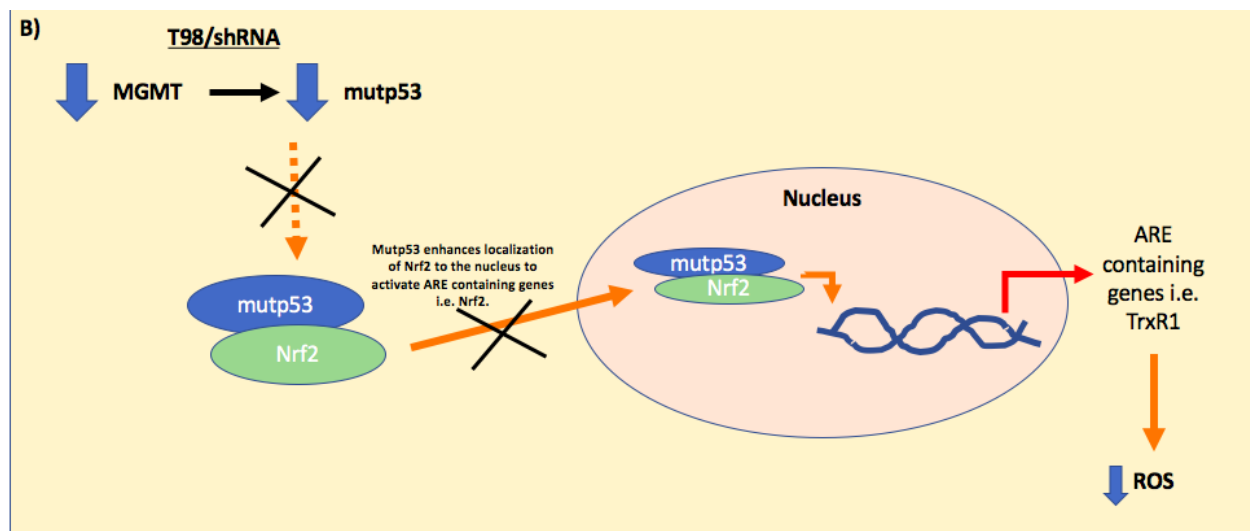 B)
T98/shRNA
MGMT
mutp53
mutp53
Nrf2
Mutp53 enhances localization
of Nrf2 to the nucleus to
activate ARE containing genes
i.e. Nrf2.
Nucleus
mutp53
Nrf2
ARE
containing
genes i.e.
TrxR1
ROS